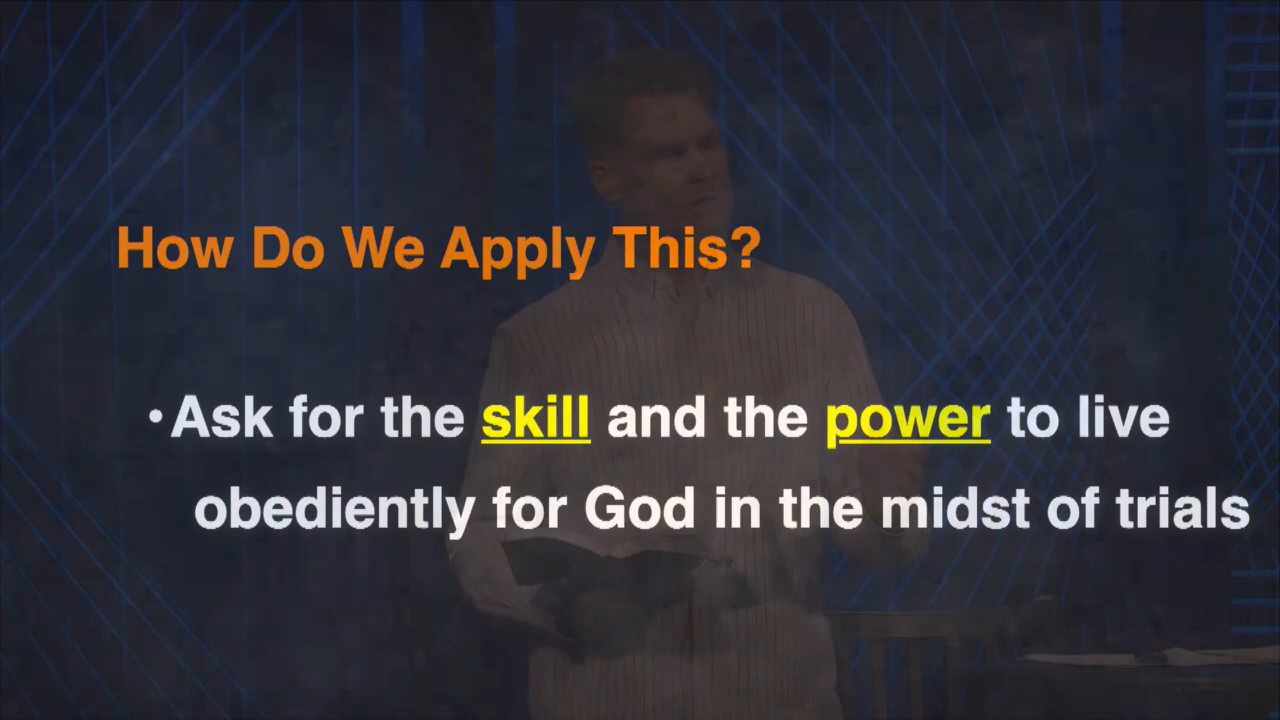 How Do We Apply This?
•Ask for the skill and the power to live
obediently for God in the midst of trials